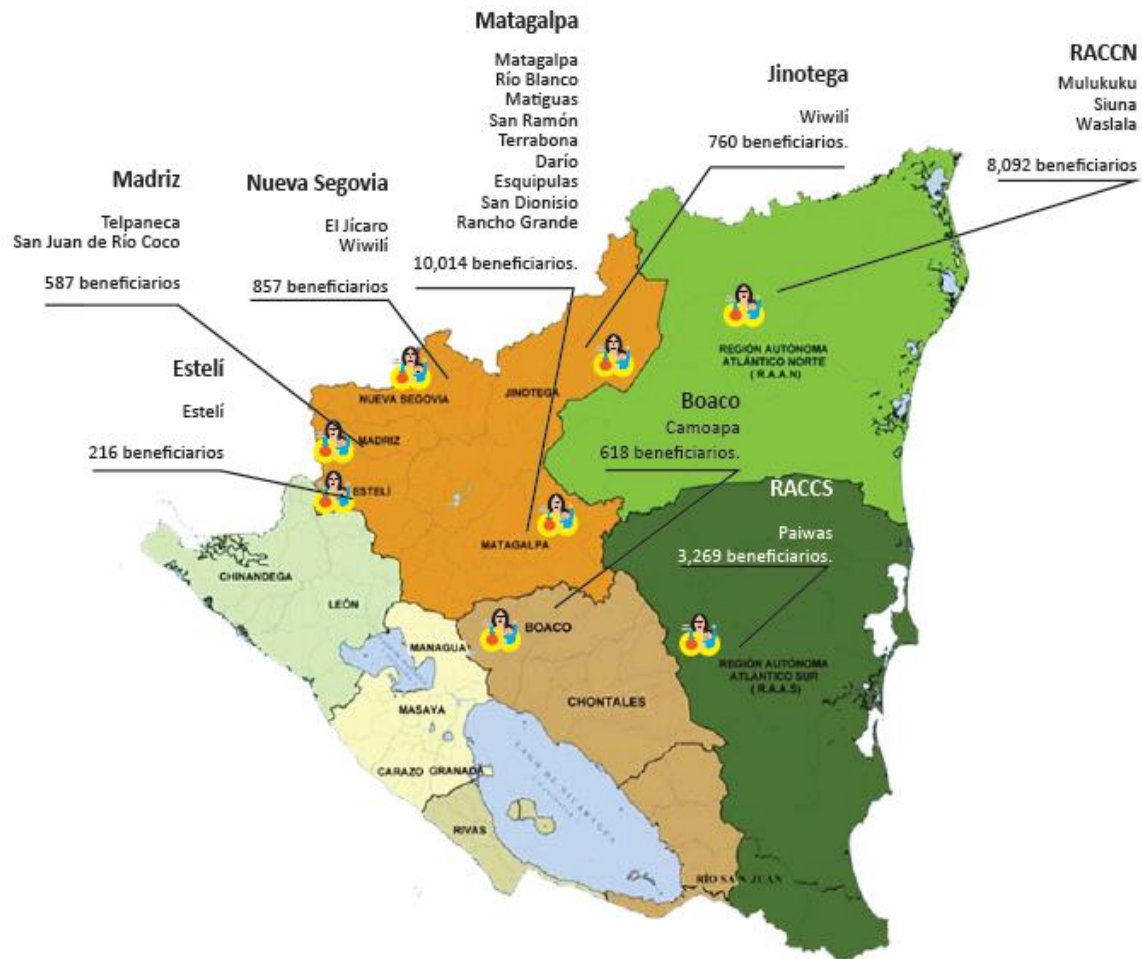 Matagalpa
Matagalpa
Río Blanco
Matiguas
San Ramón
Terrabona
Darío
Esquipulas
San Dionisio
Rancho Grande
10,014 beneficiarios.
RACCN
Mulukuku
Siuna
Waslala
8,092 beneficiarios
Jinotega
Wiwilí
760 beneficiarios.
Madriz
Telpaneca
San Juan de Río Coco
587 beneficiarios
Nueva Segovia
El Jícaro
Wiwilí
857 beneficiarios
Estelí
Estelí
216 beneficiarios
Boaco
Camoapa
618 beneficiarios.
RACCS
Paiwas
3,269 beneficiarios.
REGIÓN AUTÓNOMA
ATLÁNTICO NORTE
( R.A.A.N)
NUEVA SEGOVIA
JINOTEGA
MADRIZ
ESTELÍ
MATAGALPA
CHINANDEGA
LEÓN
BOACO
MANAGUA
REGIÓN AUTÓNOMA
ATLÁNTICO SUR
( R.A.A.S)
CHONTALES
MASAYA
CARAZO
GRANADA
LAGO DE NICARAGUA
RIVAS
RÍO SAN JUAN